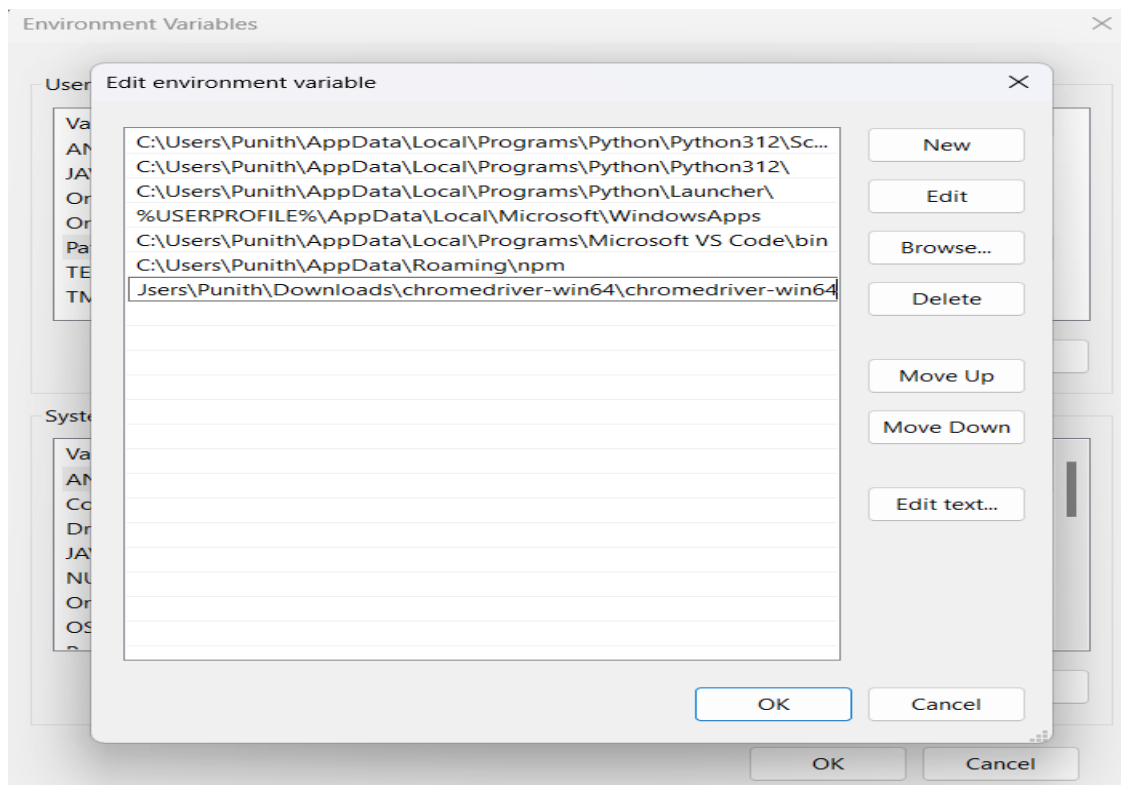 Environment Variables
User
Edit environment variable
Va
AN
JA
Or
Or
Pa
TE
TM
C:\Users\Punith\AppData\Local\Programs\Python\Python312\Sc...
C:\Users\Punith\AppData\Local\Programs\Python\Python312\
C:\Users\Punith\AppData\Local\Programs\Python\Launcher\
%USERPROFILE%\AppData\Local\Microsoft\WindowsApps
C:\Users\Punith\AppData\Local\Programs\Microsoft VS Code\bin
C:\Users\Punith\AppData\Roaming\npm
Jsers\Punith\Downloads\chromedriver-win64\chromedriver-win64
New
Edit
Browse...
Delete
Move Up
Move Down
Edit text...
Syste
Va
AN
Co
Dr
JA
NU
Or
OS
OK
Cancel
OK
Cancel